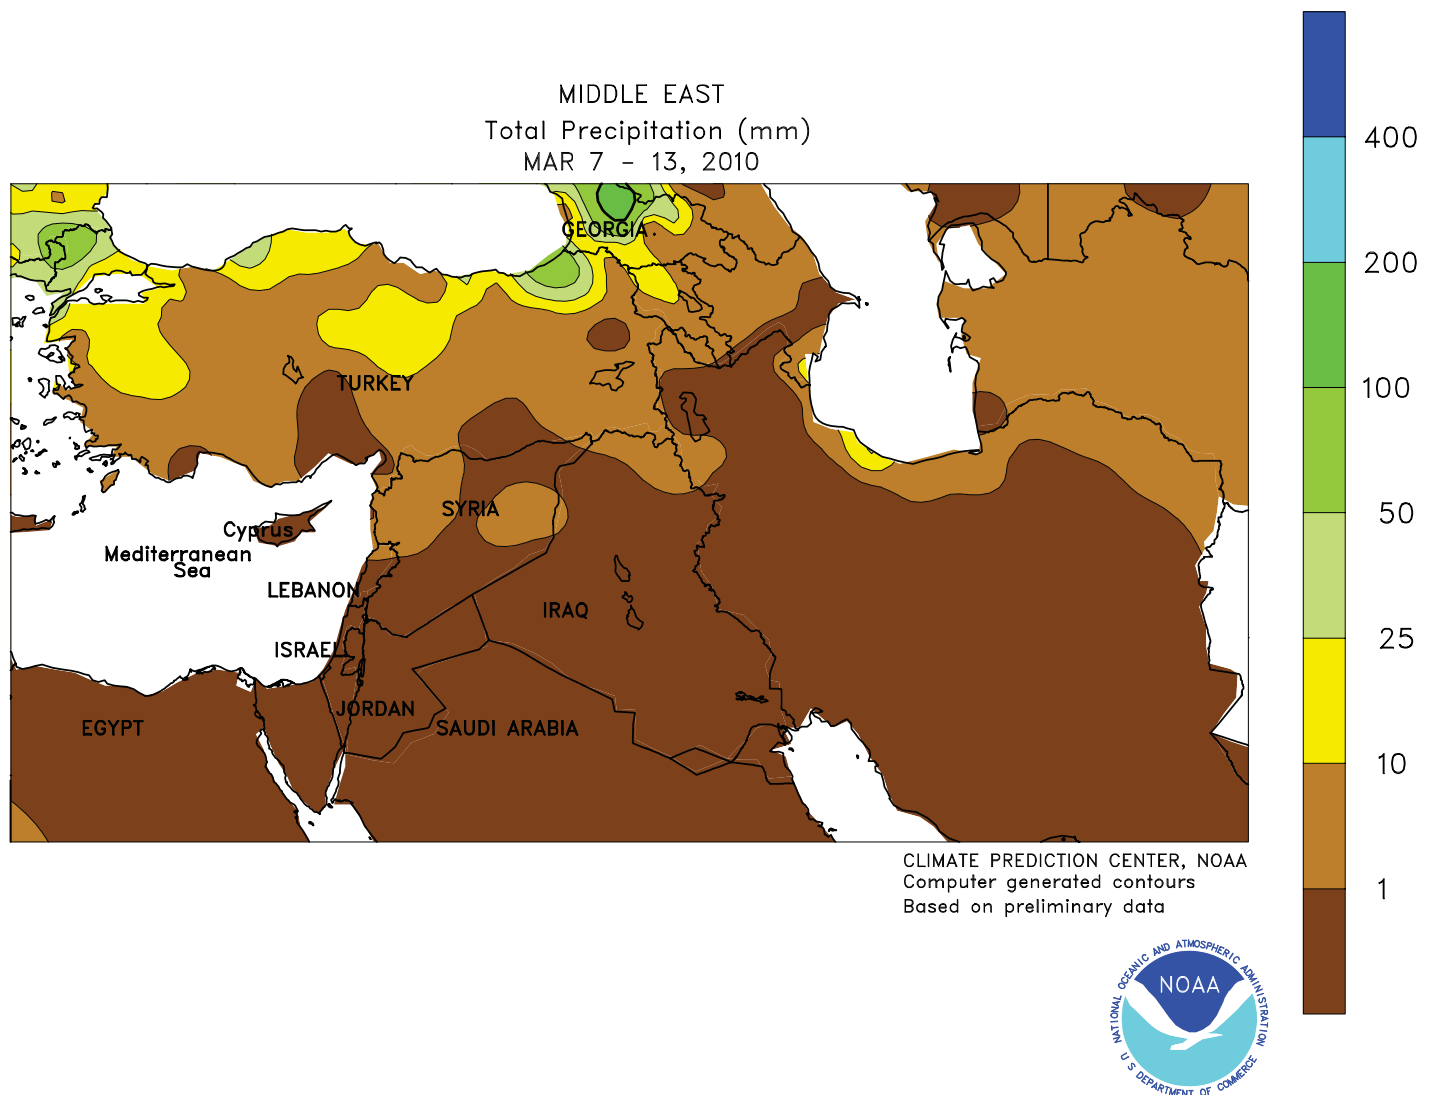 MIDDLE EAST
Total Precipitation (mm)
MAR 7 - 13, 2010
400
200
100
50
25
10
1
GEORGIA
TURKEY
SYRIA
Cyprus
Mediterranean
Sea
LEBANON
IRAQ
ISRAEL
JORDAN
EGYPT
SAUDI ARABIA
CLIMATE PREDICTION CENTER, NOAA
Computer generated contours
Based on preliminary data
NATIONAL OCEANIC AND ATMOSPHERIC ADMINISTRATION
NOAA
U S DEPARTMENT OF COMMERCE